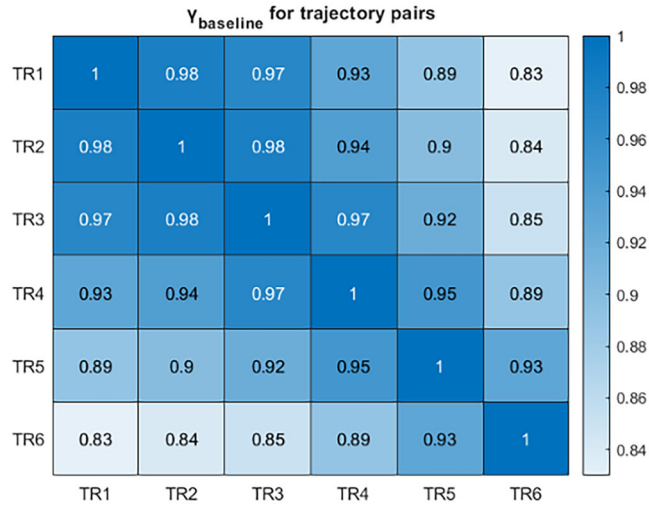 γbaseline for trajectory pairs
TR1 1 0.98 0.97 0.93 0.89 0.83
TR2 0.98 1 0.98 0.94 0.9 0.84
TR3 0.97 0.98 1 0.97 0.92 0.85
TR4 0.93 0.94 0.97 1 0.95 0.89
TR5 0.89 0.9 0.92 0.95 1 0.93
TR6 0.83 0.84 0.85 0.89 0.93 1
TR1 TR2 TR3 TR4 TR5 TR6
1
0.98
0.96
0.94
0.92
0.9
0.88
0.86
0.84